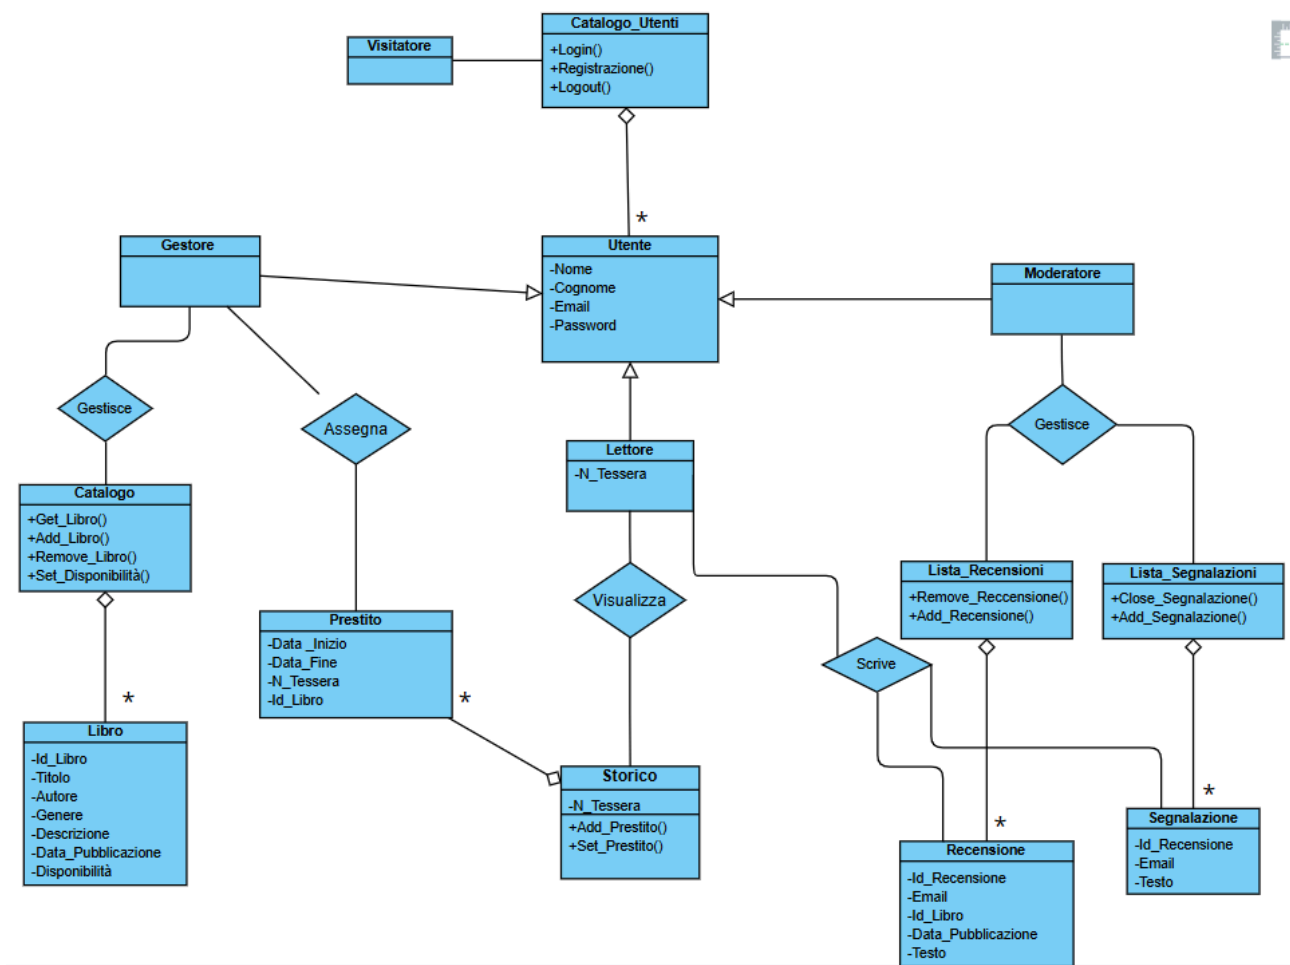 Catalogo_Utenti
+Login()
+Registrazione()
+Logout()
Visitatore
*
Gestore
Utente
-Nome
-Cognome
-Email
-Password
Moderatore
Gestisce
Assegna
Gestisce
Lettore
-N_Tessera
Catalogo
+Get_Libro()
+Add_Libro()
+Remove_Libro()
+Set_Disponibilità()
Visualizza
Lista_Recensioni
+Remove_Reccensione()
+Add_Recensione()
Lista_Segnalazioni
+Close_Segnalazione()
+Add_Segnalazione()
Prestito
-Data _Inizio
-Data_Fine
-N_Tessera
-Id_Libro
*
Scrive
*
Libro
-Id_Libro
-Titolo
-Autore
-Genere
-Descrizione
-Data_Pubblicazione
-Disponibilità
Storico
-N_Tessera
+Add_Prestito()
+Set_Prestito()
*
Segnalazione
-Id_Recensione
-Email
-Testo
*
Recensione
-Id_Recensione
-Email
-Id_Libro
-Data_Pubblicazione
-Testo